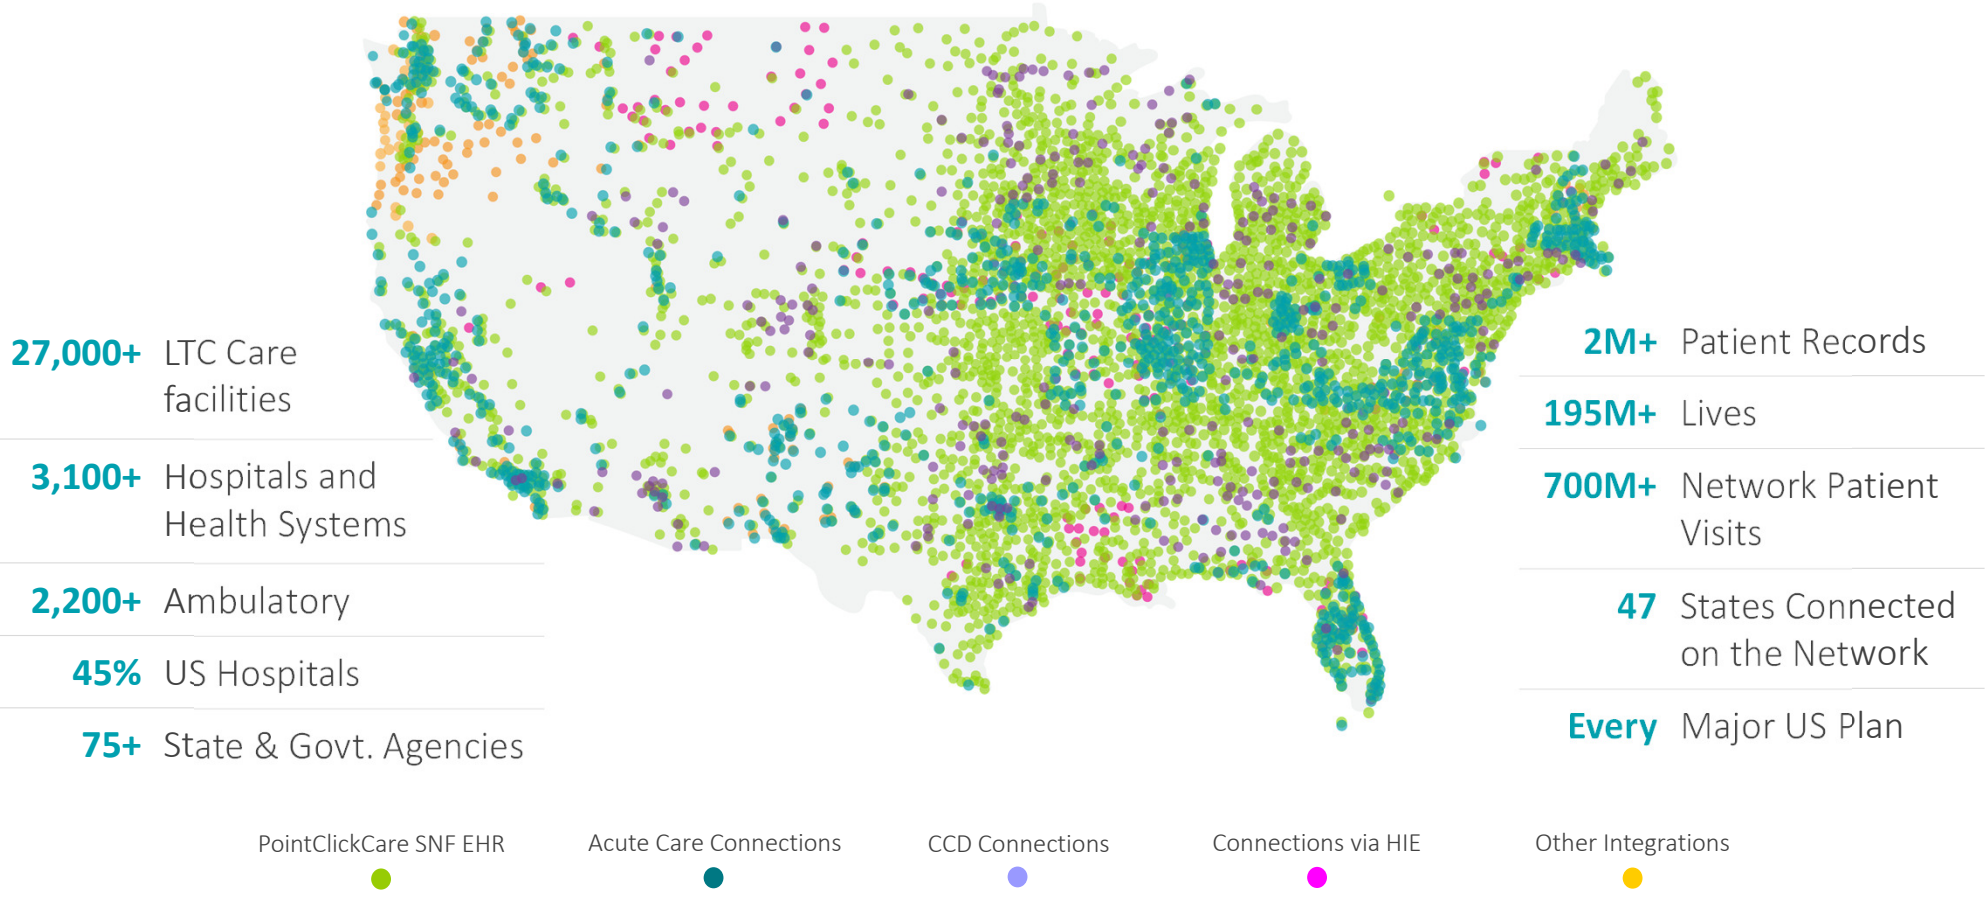 27,000+ LTC Care
facilities
3,100+ Hospitals and
Health Systems
2,200+ Ambulatory
45% US Hospitals
75+ State & Govt. Agencies
2M+ Patient Records
195M+ Lives
700M+ Network Patient
Visits
47 States Connected
on the Network
Every Major US Plan
PointClickCare SNF EHR
Acute Care Connections
CCD Connections
Connections via HIE
Other Integrations